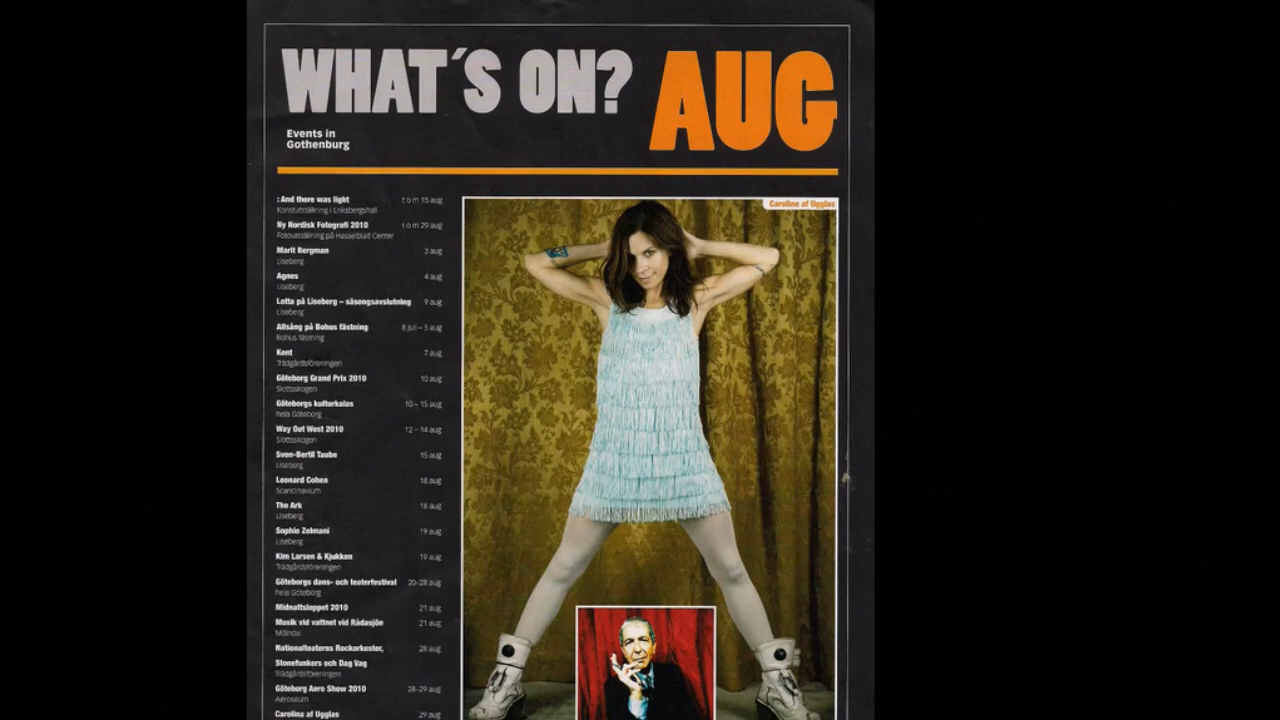 WHAT´S ON?
AUG
Events in
Gothenburg
Caroline af Ugglas
: And there was light t o m 15 aug
Konstutställning i Eriksbergshall
Ny Nordisk Fotografi 2010 t o m 29 aug
Fotoutställning på Hasselblad Center
Marit Bergman 3 aug
Liseberg
Agnes 4 aug
Liseberg
Lotta på Liseberg – säsongsavslutning 9 aug
Liseberg
Allsång på Bohus fästning 8 juli – 5 aug
Bohus fästning
Kent 7 aug
Trädgårdsföreningen
Göteborg Grand Prix 2010 10 aug
Slottsskogen
Göteborgs kulturkalas 10 – 15 aug
hela Göteborg
Way Out West 2010 12 – 14 aug
Slottsskogen
Sven-Bertil Taube 15 aug
Liseberg
Leonard Cohen 18 aug
Scandinavium
The Ark 18 aug
Liseberg
Sophie Zelmani 19 aug
Liseberg
Kim Larsen & Kjukken 19 aug
Trädgårdsföreningen
Göteborgs dans- och teaterfestival 20–28 aug
hela Göteborg
Midnattsloppet 2010 21 aug
Musik vid vattnet vid Rådasjön 21 aug
Mölndal
Nationalteaterns Rockorkester, 28 aug
Stonefunkers och Dag Vag
Trädgårdsföreningen
Göteborg Aero Show 2010 28–29 aug
Aeroseum
Carolina af Ugglas 29 aug